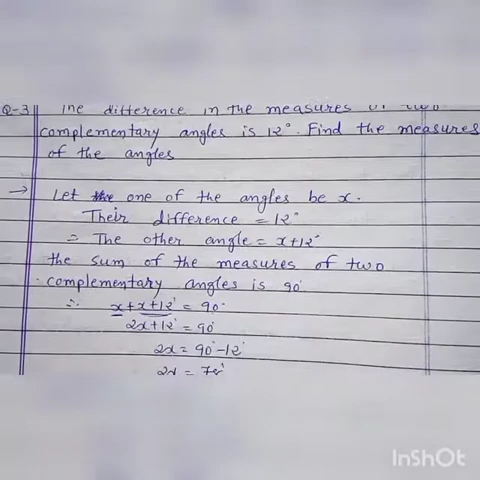 Q-3 The difference in the measures of two
complementary angles is 12°. Find the measures
of the angles
→ Let the one of the angles be x.
Their difference = 12°
⇒ The other angle = x+12°
the sum of the measures of two
complementary angles is 90°
∴ x+x+12° = 90°
2x+12° = 90°
2x = 90°-12°
2x = 78°
InShOt